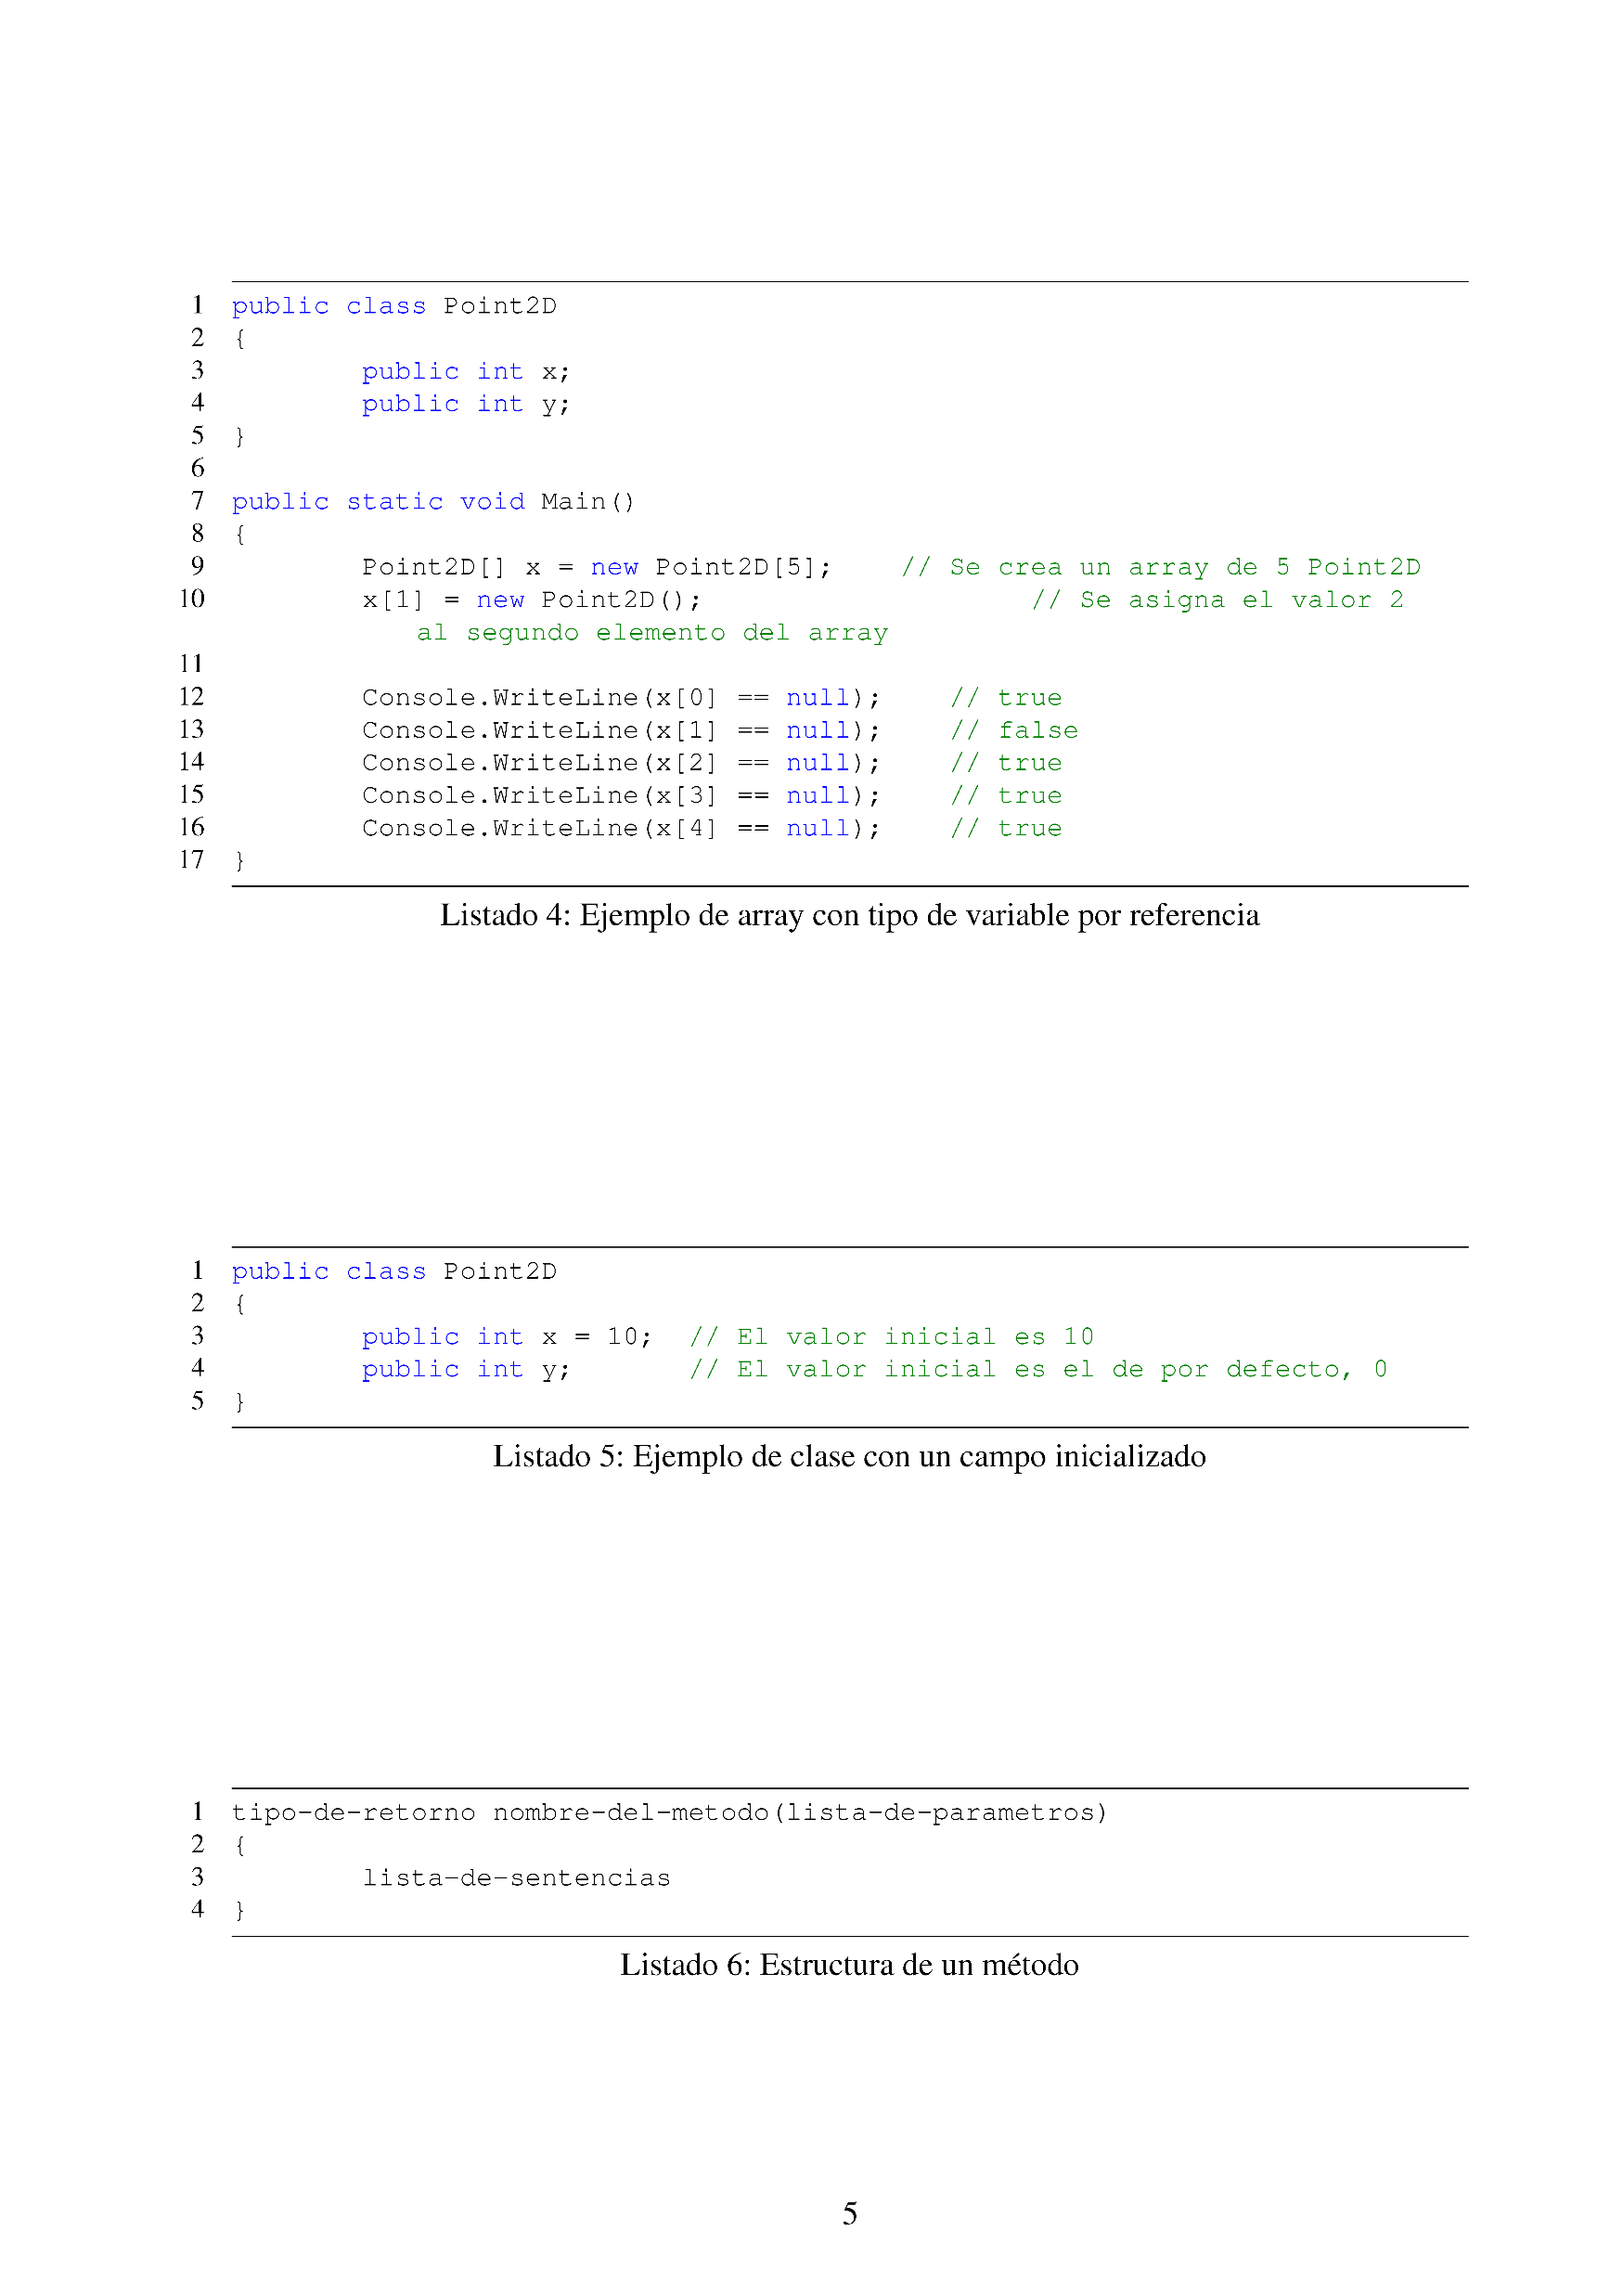 1 public class Point2D
2 {
3 public int x;
4 public int y;
5 }
6
7 public static void Main()
8 {
9 Point2D[] x = new Point2D[5]; // Se crea un array de 5 Point2D
10 x[1] = new Point2D(); // Se asigna el valor 2
al segundo elemento del array
11
12 Console.WriteLine(x[0] == null); // true
13 Console.WriteLine(x[1] == null); // false
14 Console.WriteLine(x[2] == null); // true
15 Console.WriteLine(x[3] == null); // true
16 Console.WriteLine(x[4] == null); // true
17 }
Listado 4: Ejemplo de array con tipo de variable por referencia
1 public class Point2D
2 {
3 public int x = 10; // El valor inicial es 10
4 public int y; // El valor inicial es el de por defecto, 0
5 }
Listado 5: Ejemplo de clase con un campo inicializado
1 tipo-de-retorno nombre-del-metodo(lista-de-parametros)
2 {
3 lista-de-sentencias
4 }
Listado 6: Estructura de un método
5